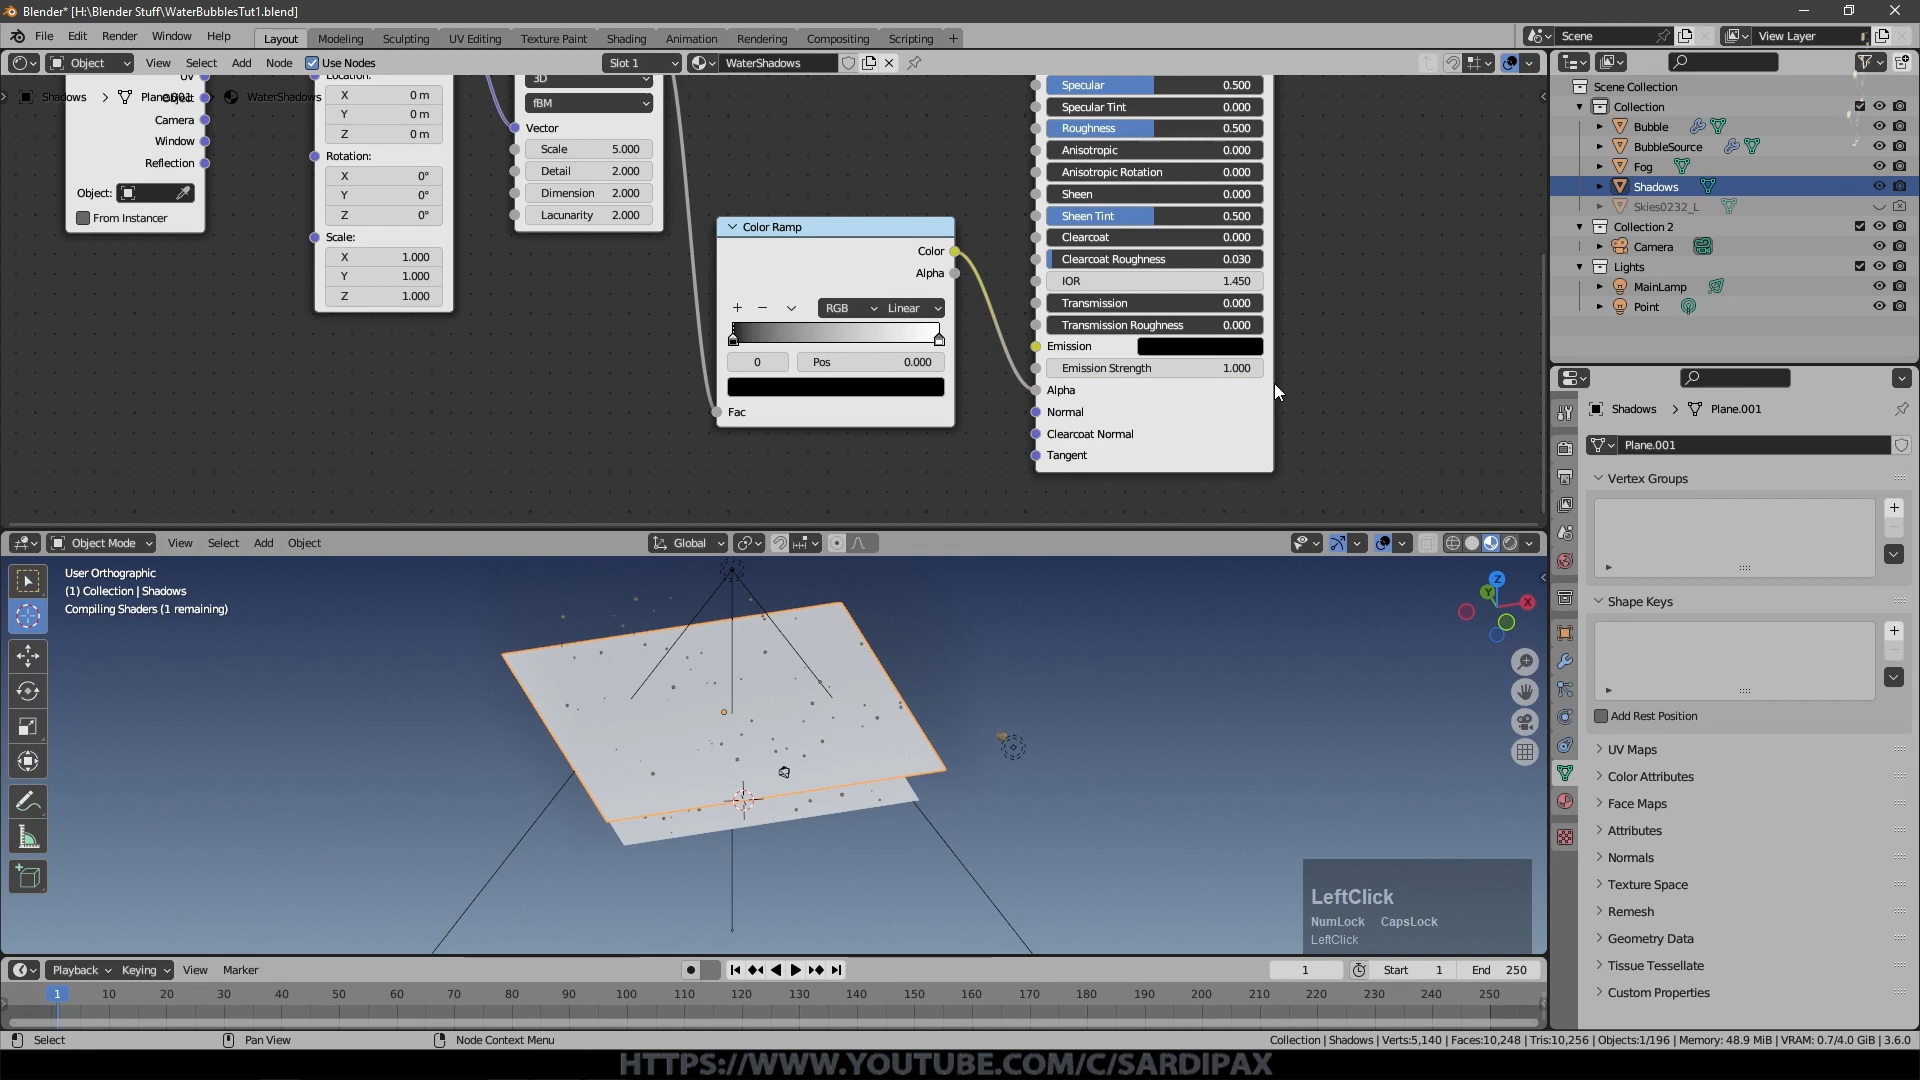 Blender* [H:\Blender Stuff\WaterBubblesTut1.blend]
File Edit Render Window Help Layout Modeling Sculpting UV Editing Texture Paint Shading Animation Rendering Compositing Scripting + Scene View Layer
Object View Select Add Node Use Nodes Slot 1 WaterShadows
Shadows > Plane.001 > WaterShadows
UV
Object
Camera
Window
Reflection
Object:
From Instancer
Location:
X 0 m
Y 0 m
Z 0 m
Rotation:
X 0°
Y 0°
Z 0°
Scale:
X 1.000
Y 1.000
Z 1.000
3D
fBM
Vector
Scale 5.000
Detail 2.000
Dimension 2.000
Lacunarity 2.000
Color Ramp
Color
Alpha
+ − RGB Linear
0 Pos 0.000
Fac
Specular 0.500
Specular Tint 0.000
Roughness 0.500
Anisotropic 0.000
Anisotropic Rotation 0.000
Sheen 0.000
Sheen Tint 0.500
Clearcoat 0.000
Clearcoat Roughness 0.030
IOR 1.450
Transmission 0.000
Transmission Roughness 0.000
Emission
Emission Strength 1.000
Alpha
Normal
Clearcoat Normal
Tangent
Scene Collection
Collection
Bubble
BubbleSource
Fog
Shadows
Skies0232_L
Collection 2
Camera
Lights
MainLamp
Point
Shadows > Plane.001
Plane.001
Vertex Groups
Shape Keys
Add Rest Position
UV Maps
Color Attributes
Face Maps
Attributes
Normals
Texture Space
Remesh
Geometry Data
Tissue Tessellate
Custom Properties
Object Mode View Select Add Object Global
User Orthographic
(1) Collection | Shadows
Compiling Shaders (1 remaining)
Z
Y
X
LeftClick
NumLock CapsLock
LeftClick
Playback Keying View Marker 1 Start 1 End 250
1 10 20 30 40 50 60 70 80 90 100 110 120 130 140 150 160 170 180 190 200 210 220 230 240 250
Select Pan View Node Context Menu Collection | Shadows | Verts:5,140 | Faces:10,248 | Tris:10,256 | Objects:1/196 | Memory: 48.9 MiB | VRAM: 0.7/4.0 GiB | 3.6.0
HTTPS://WWW.YOUTUBE.COM/C/SARDIPAX